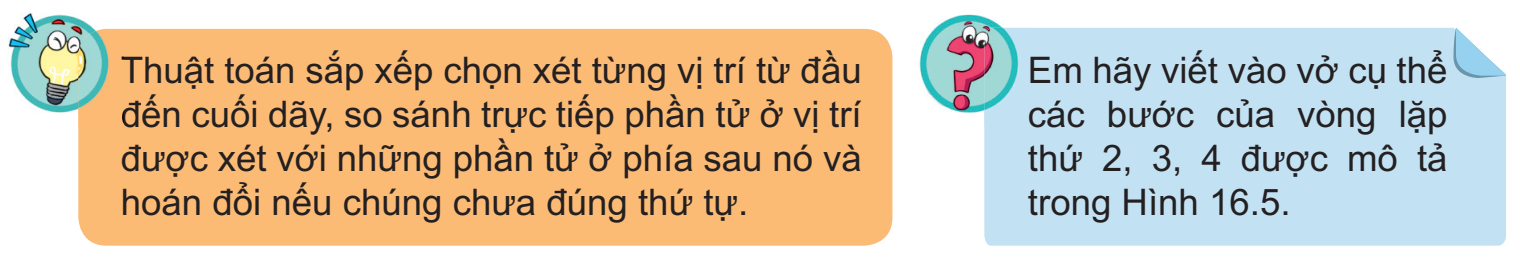 Thuật toán sắp xếp chọn xét từng vị trí từ đầu
đến cuối dãy, so sánh trực tiếp phần tử ở vị trí
được xét với những phần tử ở phía sau nó và
hoán đổi nếu chúng chưa đúng thứ tự.
Em hãy viết vào vở cụ thể
các bước của vòng lặp
thứ 2, 3, 4 được mô tả
trong Hình 16.5.